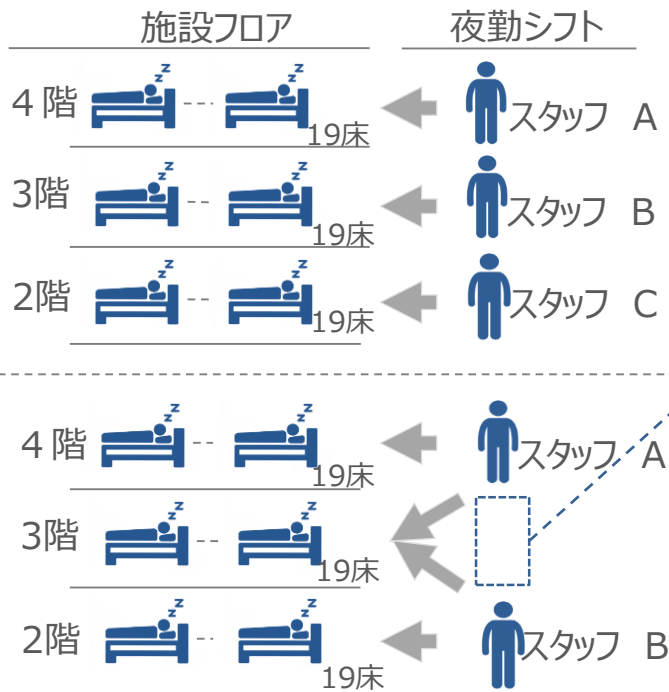 施設フロア 夜勤シフト
４階 19床 スタッフ A
3階 19床 スタッフ B
2階 19床 スタッフ C
４階 19床 スタッフ A
3階 19床
2階 19床 スタッフ B